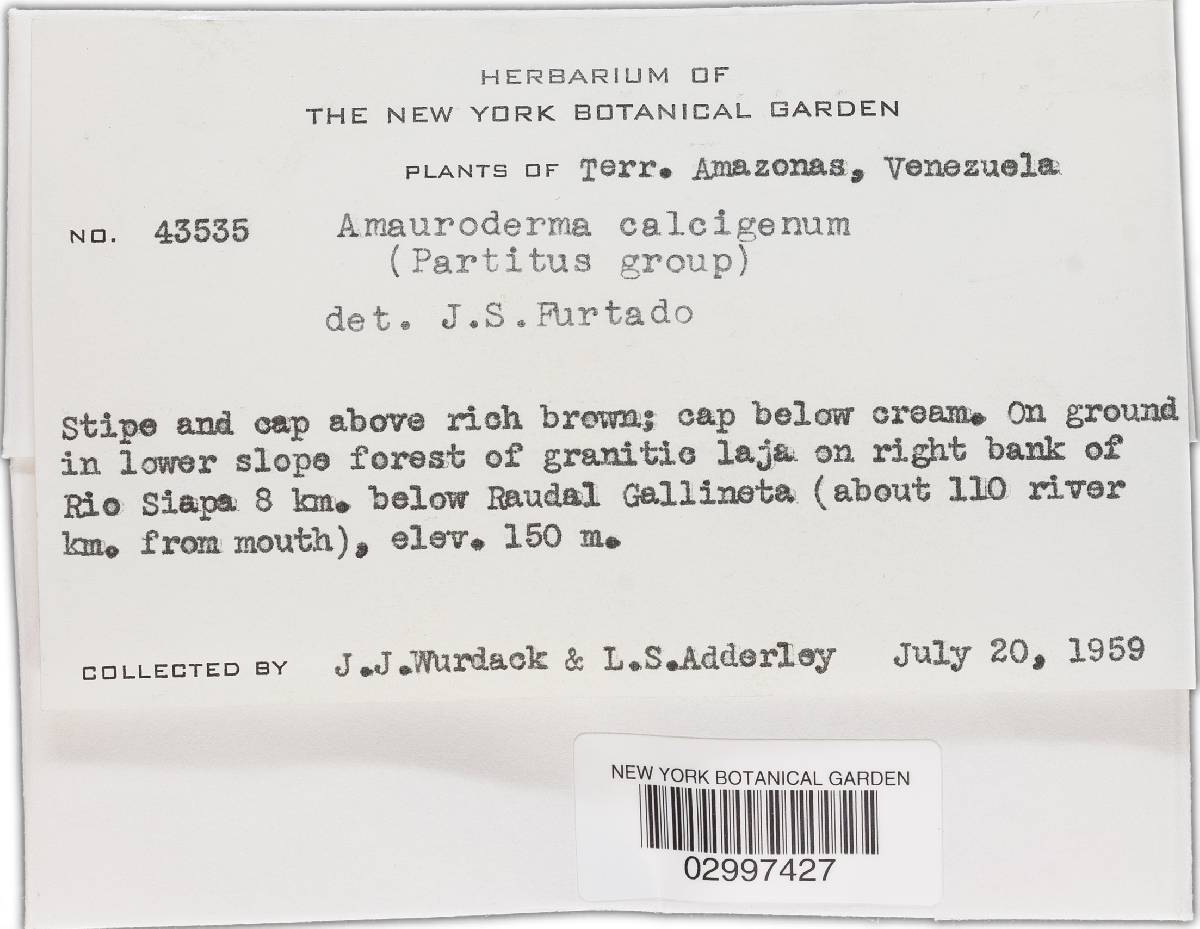 HERBARIUM OF
THE NEW YORK BOTANICAL GARDEN
PLANTS OF Terr. Amazonas, Venezuela
NO. 43535 Amauroderma calcigenum
(Partitus group)
det. J.S.Furtado
Stipe and cap above rich brown; cap below cream. On ground
in lower slope forest of granitic laja on right bank of
Rio Siapa 8 km. below Raudal Gallineta (about 110 river
km. from mouth), elev. 150 m.
COLLECTED BY J.J.Wurdack & L.S.Adderley July 20, 1959
NEW YORK BOTANICAL GARDEN
02997427